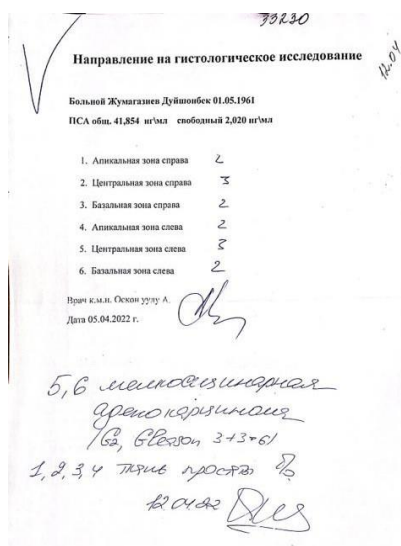 33230
12.04
Направление на гистологическое исследование
Больной Жумагазиев Дуйшонбек 01.05.1961
ПСА общ. 41,854 нг\мл свободный 2,020 нг\мл
1. Апикальная зона справа 2
2. Центральная зона справа 3
3. Базальная зона справа 2
4. Апикальная зона слева 2
5. Центральная зона слева 3
6. Базальная зона слева 2
Врач к.м.н. Оскон уулу А.
Дата 05.04.2022 г.
5,6 мелкоацинарная
аденокарцинома
/G2, Gleason 3+3=6/
1,2,3,4 ткань простаты
12.04.22